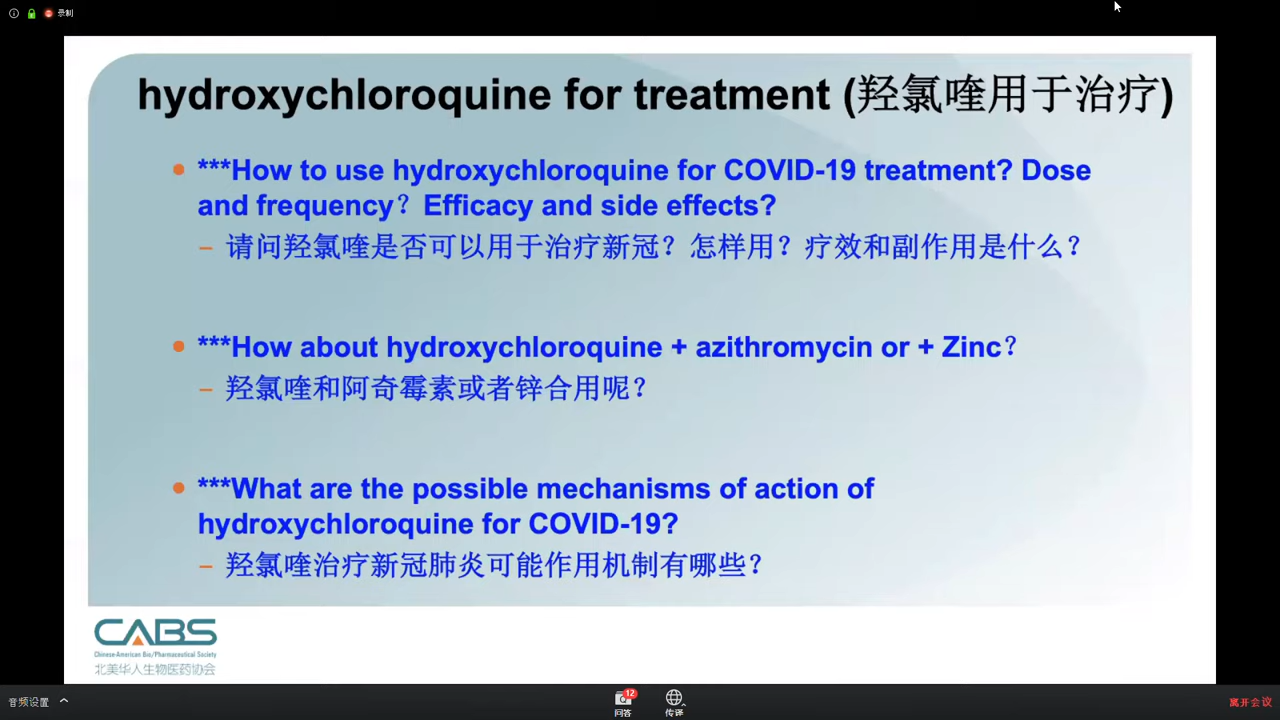 录制
hydroxychloroquine for treatment (羟氯喹用于治疗)
***How to use hydroxychloroquine for COVID-19 treatment? Dose
and frequency？Efficacy and side effects?
– 请问羟氯喹是否可以用于治疗新冠？怎样用？疗效和副作用是什么？
***How about hydroxychloroquine + azithromycin or + Zinc？
– 羟氯喹和阿奇霉素或者锌合用呢？
***What are the possible mechanisms of action of
hydroxychloroquine for COVID-19?
– 羟氯喹治疗新冠肺炎可能作用机制有哪些？
CABS
Chinese-American Bio/Pharmaceutical Society
北美华人生物医药协会
音频设置
12
问答
传译
离开会议